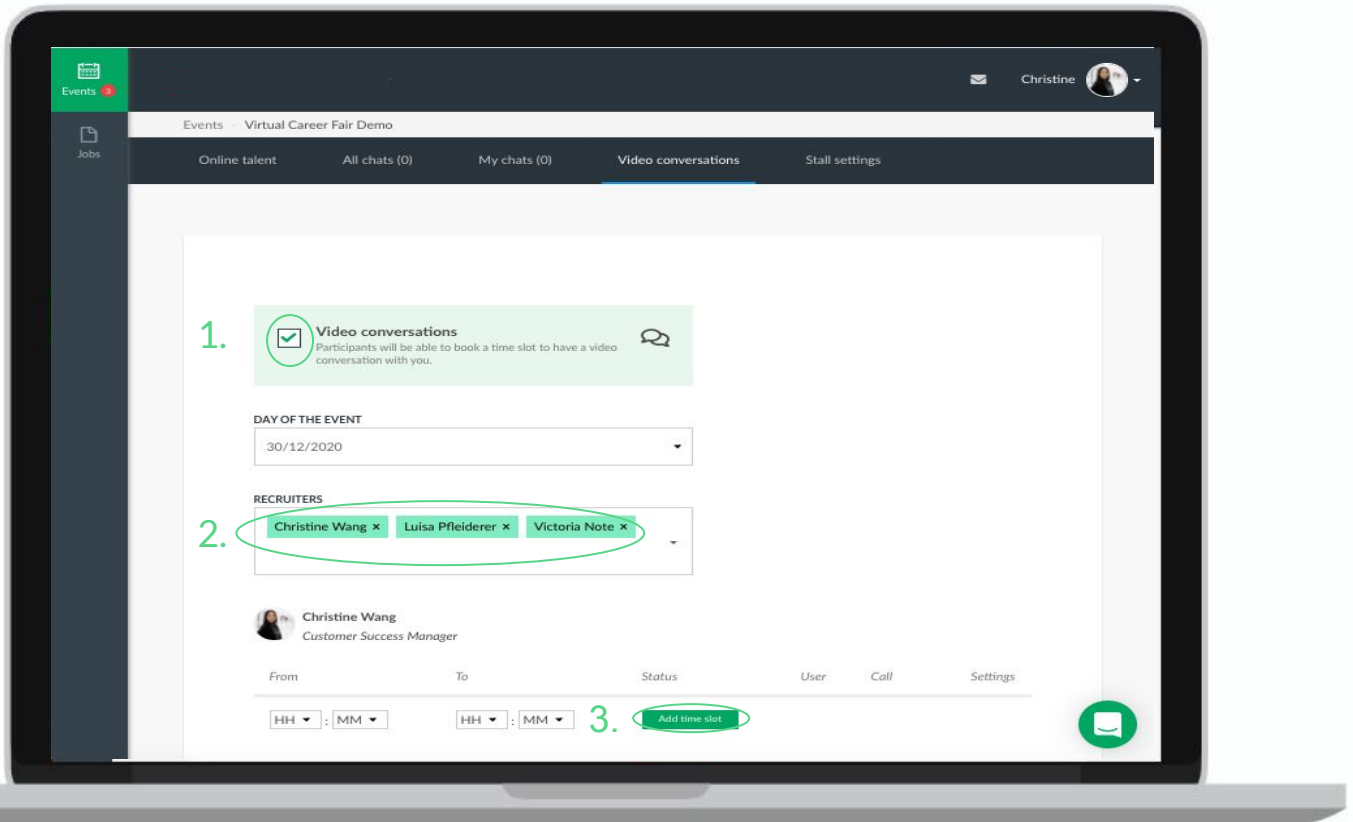 Events 3
Christine
Jobs
Events - Virtual Career Fair Demo
Online talent All chats (0) My chats (0) Video conversations Stall settings
1.
Video conversations
Participants will be able to book a time slot to have a video
conversation with you.
DAY OF THE EVENT
30/12/2020
RECRUITERS
2.
Christine Wang × Luisa Pfleiderer × Victoria Note ×
Christine Wang
Customer Success Manager
From To Status User Call Settings
HH : MM HH : MM 3. Add time slot